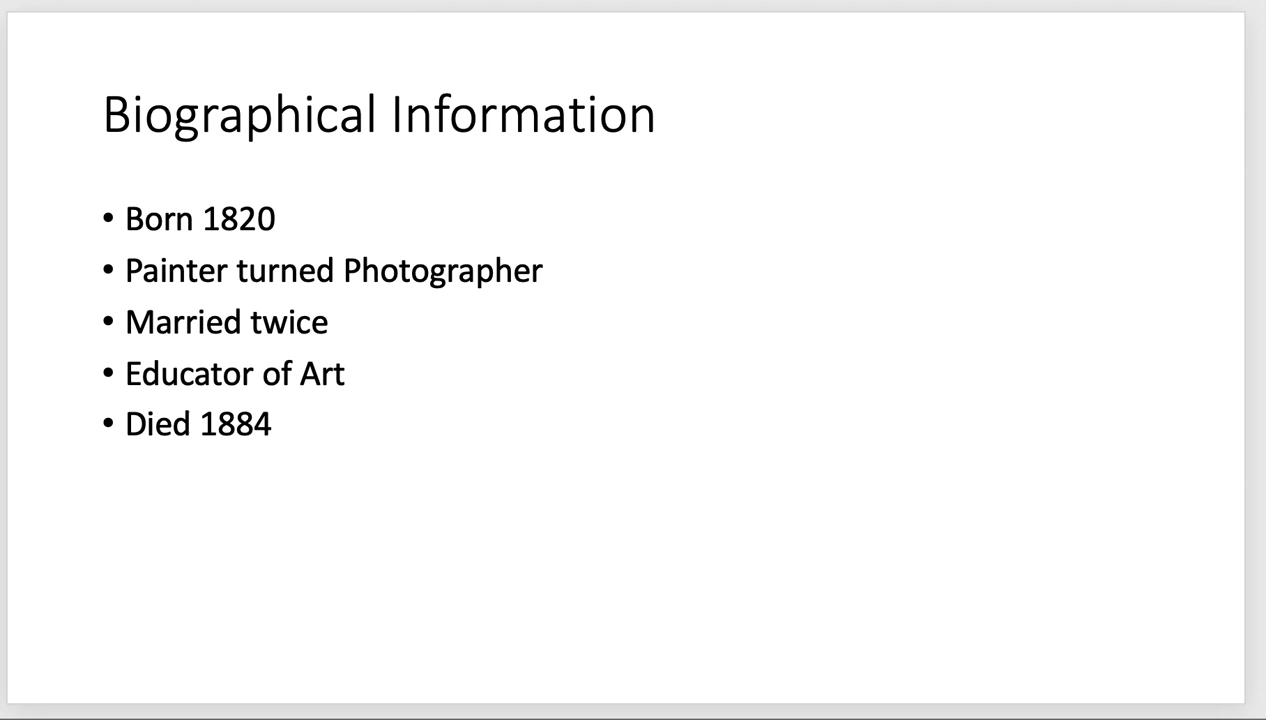 Biographical Information
• Born 1820
• Painter turned Photographer
• Married twice
• Educator of Art
• Died 1884